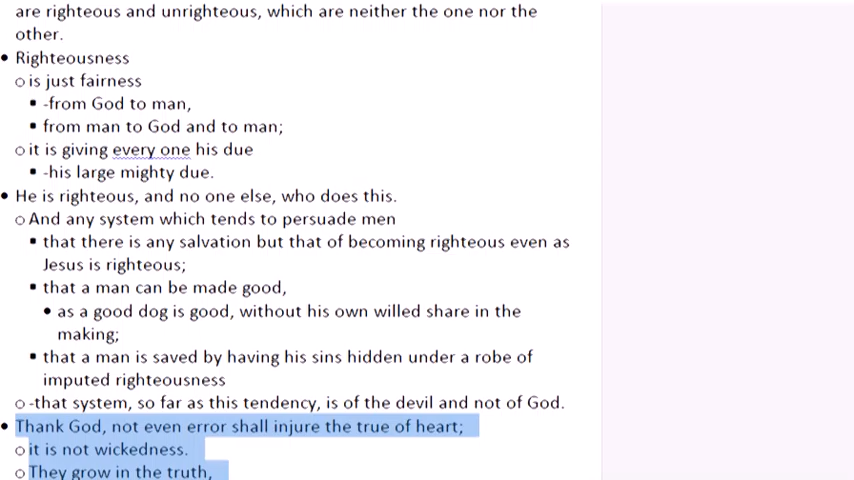 are righteous and unrighteous, which are neither the one nor the
other.
• Righteousness
○ is just fairness
▪ -from God to man,
▪ from man to God and to man;
○ it is giving every one his due
▪ -his large mighty due.
• He is righteous, and no one else, who does this.
○ And any system which tends to persuade men
▪ that there is any salvation but that of becoming righteous even as
Jesus is righteous;
▪ that a man can be made good,
• as a good dog is good, without his own willed share in the
making;
▪ that a man is saved by having his sins hidden under a robe of
imputed righteousness
○ -that system, so far as this tendency, is of the devil and not of God.
• Thank God, not even error shall injure the true of heart;
○ it is not wickedness.
○ They grow in the truth,